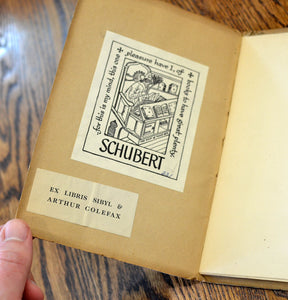 for this is my mind, this one pleasure have I, of books to have great plenty.
SCHUBERT
EX LIBRIS SIBYL &
ARTHUR COLEFAX